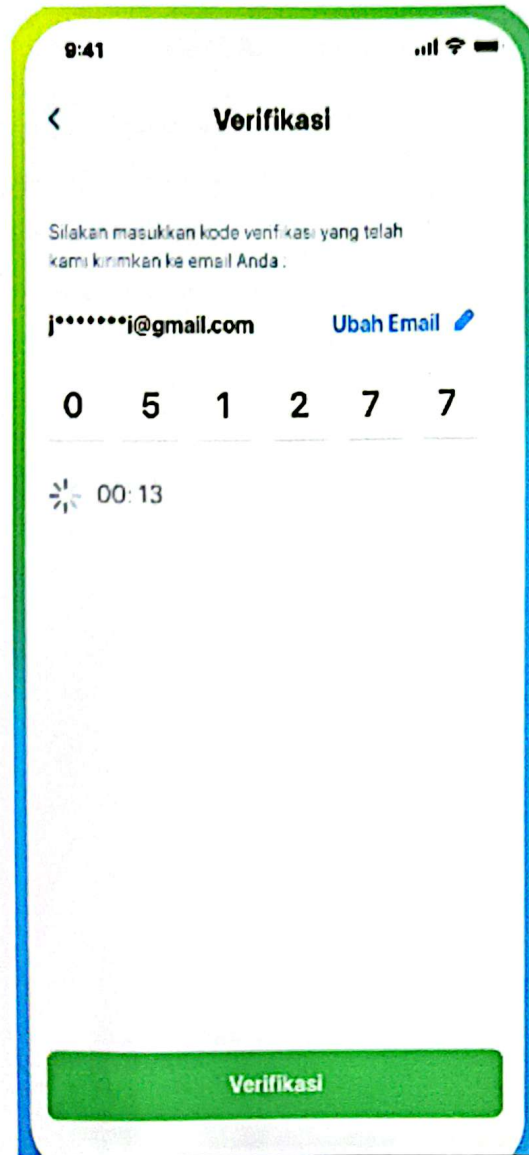 9:41
Verifikasi
Silakan masukkan kode verifikasi yang telah
kami kirimkan ke email Anda :
j*******i@gmail.com Ubah Email
0 5 1 2 7 7
00:13
Verifikasi